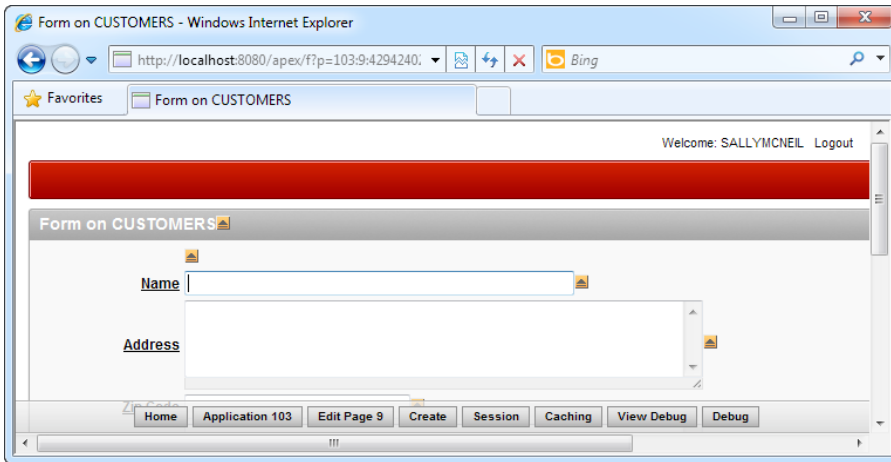 Form on CUSTOMERS - Windows Internet Explorer
http://localhost:8080/apex/f?p=103:9:4294240; Bing
Favorites Form on CUSTOMERS
Welcome: SALLYMCNEIL Logout
Form on CUSTOMERS
Name
Address
Zip Code
Home Application 103 Edit Page 9 Create Session Caching View Debug Debug